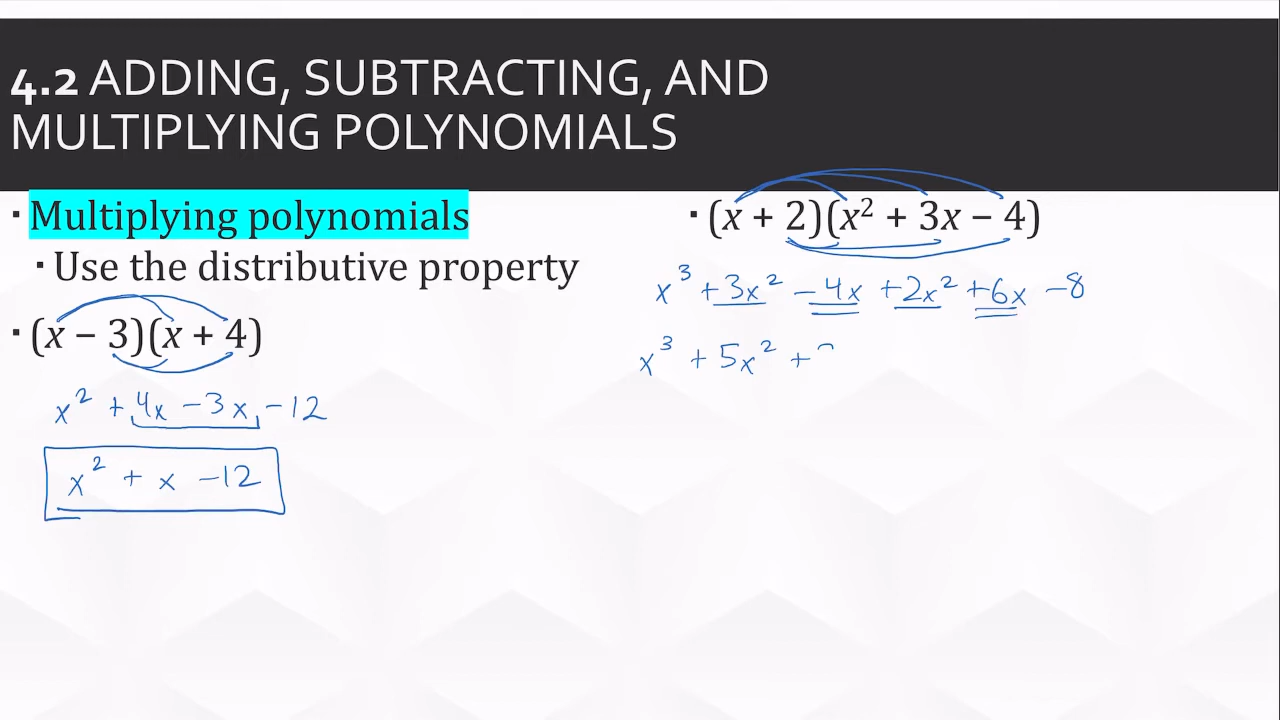 4.2 ADDING, SUBTRACTING, AND
MULTIPLYING POLYNOMIALS
▪ Multiplying polynomials
▪ Use the distributive property
▪ (x − 3)(x + 4)
x² + 4x − 3x − 12
x² + x − 12
▪ (x + 2)(x² + 3x − 4)
x³ + 3x² − 4x + 2x² + 6x − 8
x³ + 5x² +